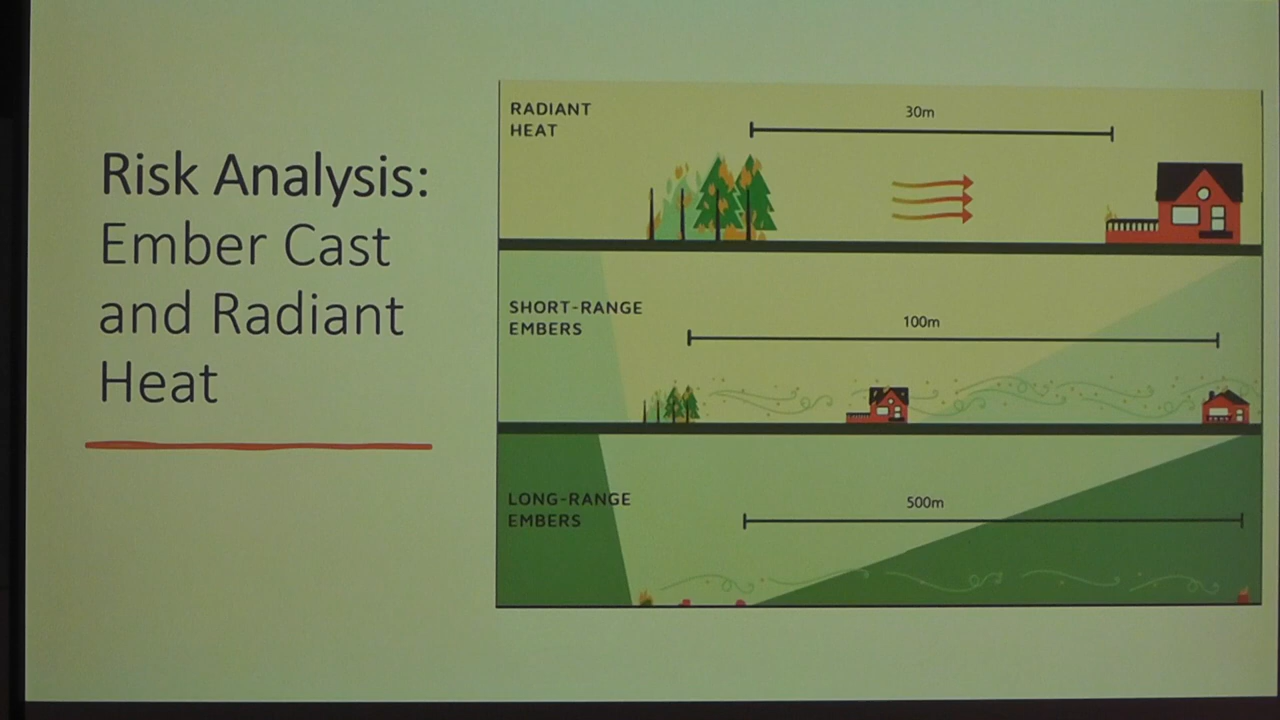 Risk Analysis:
Ember Cast
and Radiant
Heat
RADIANT
HEAT
30m
SHORT-RANGE
EMBERS
100m
LONG-RANGE
EMBERS
500m